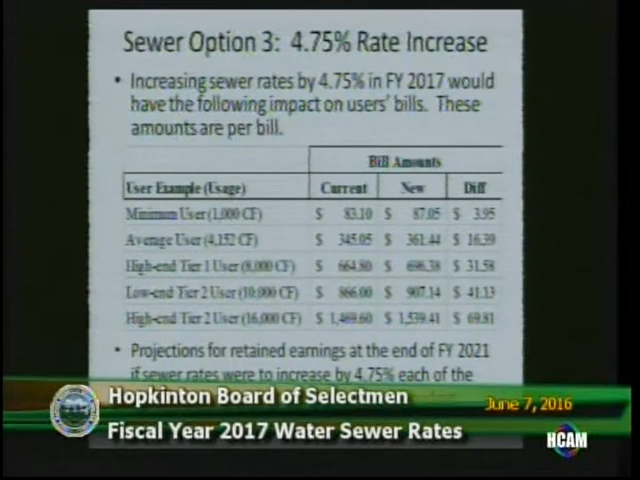 Sewer Option 3: 4.75% Rate Increase
• Increasing sewer rates by 4.75% in FY 2017 would
have the following impact on users' bills. These
amounts are per bill.
Bill Amounts
User Example (Usage) Current New Diff
Minimum User (1,000 CF) $ 83.10 $ 87.05 $ 3.95
Average User (4,152 CF) $ 345.05 $ 361.44 $ 16.39
High-end Tier 1 User (8,000 CF) $ 664.80 $ 696.38 $ 31.58
Low-end Tier 2 User (10,000 CF) $ 866.00 $ 907.14 $ 41.13
High-end Tier 2 User (16,000 CF) $ 1,469.60 $ 1,539.41 $ 69.81
• Projections for retained earnings at the end of FY 2021
if sewer rates were to increase by 4.75% each of the
Hopkinton Board of Selectmen
June 7, 2016
Fiscal Year 2017 Water Sewer Rates
HCAM